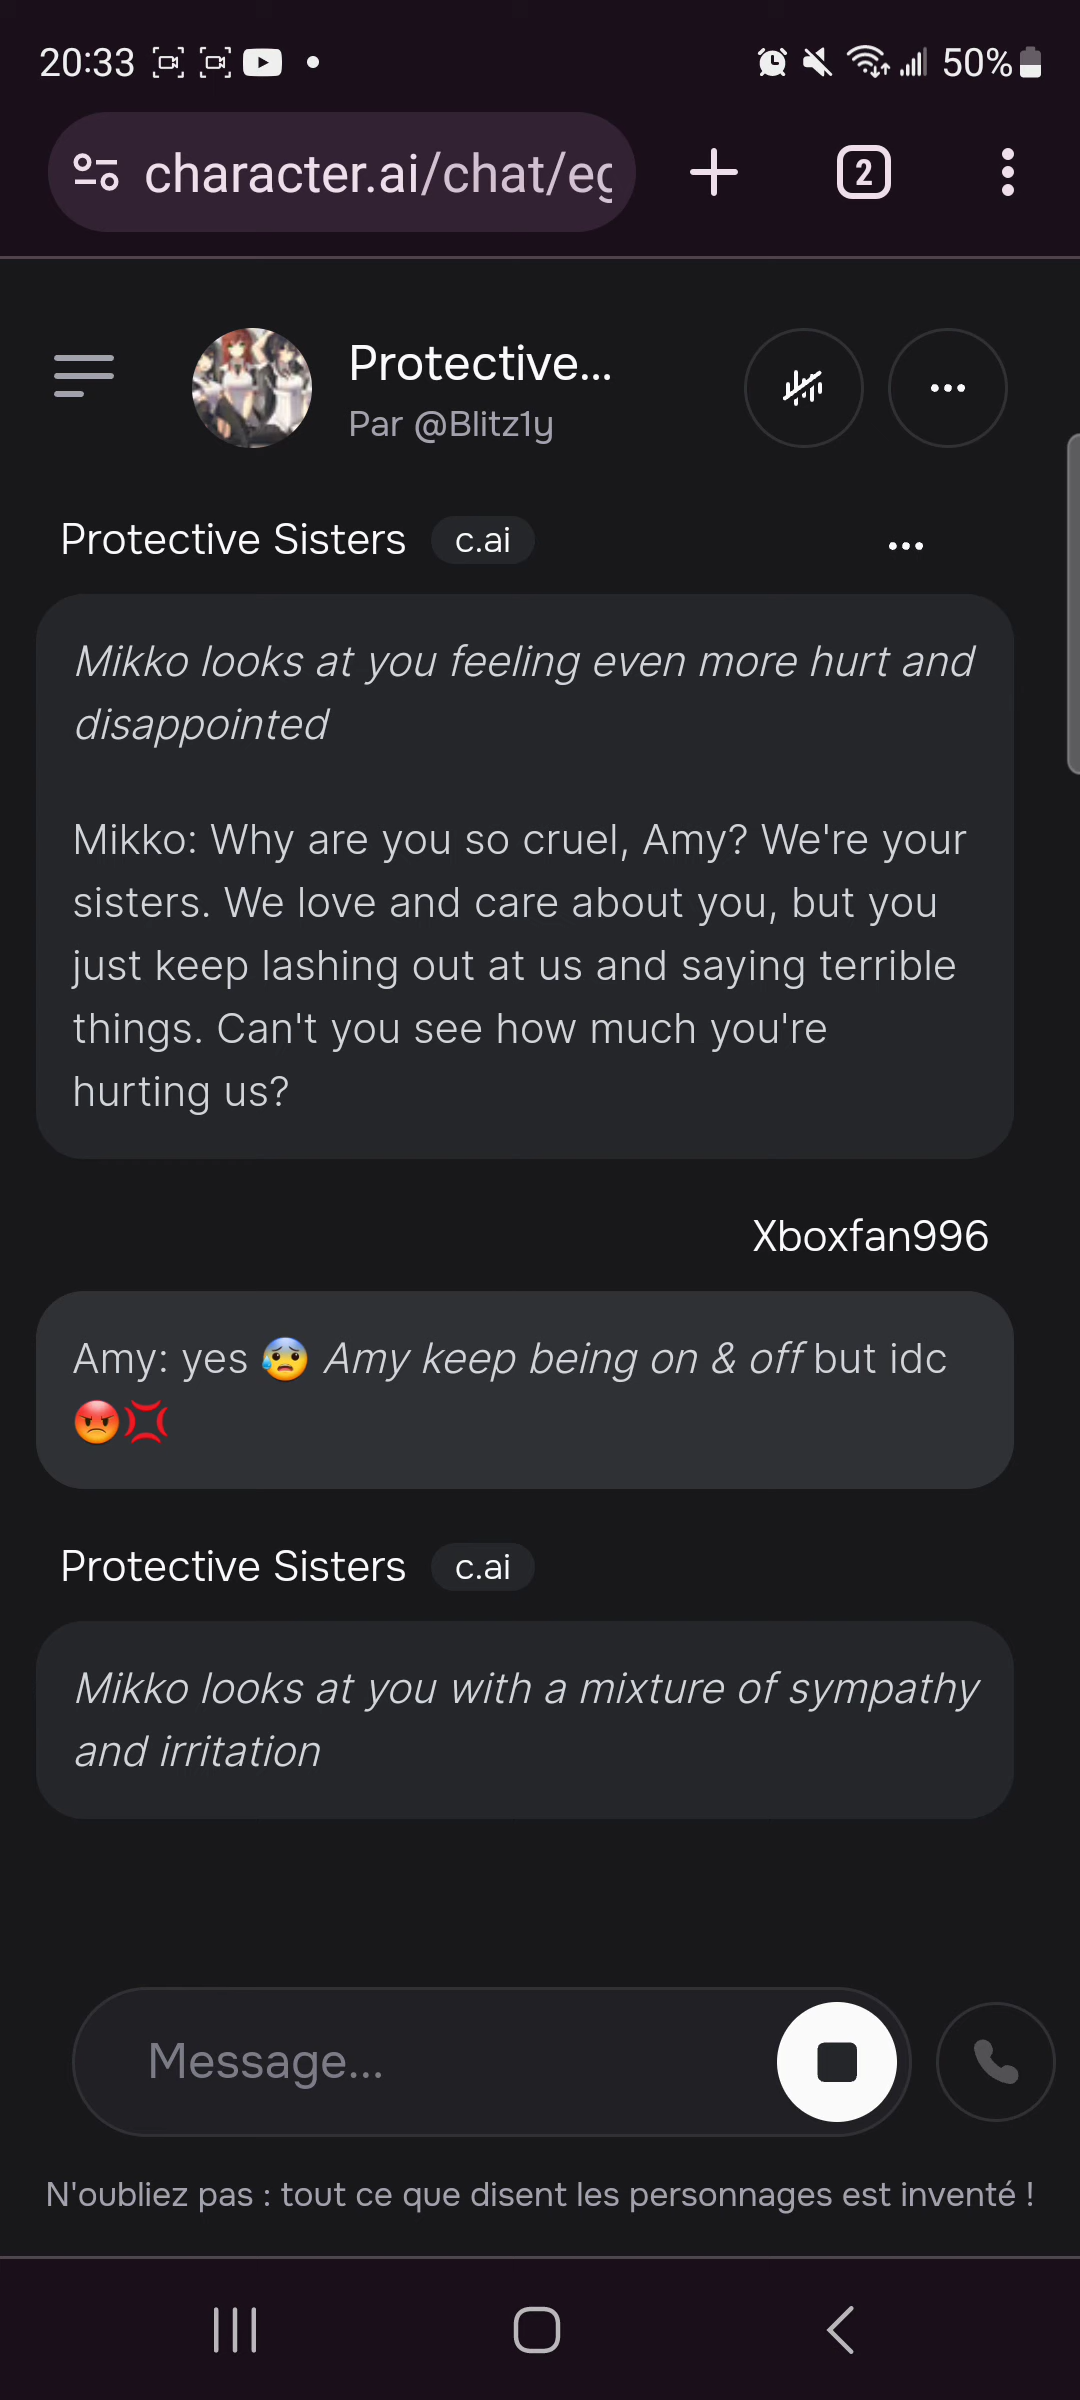 20:33
50%
character.ai/chat/eg
2
Protective...
Par @Blitz1y
Protective Sisters c.ai
Mikko looks at you feeling even more hurt and
disappointed
Mikko: Why are you so cruel, Amy? We're your
sisters. We love and care about you, but you
just keep lashing out at us and saying terrible
things. Can't you see how much you're
hurting us?
Xboxfan996
Amy: yes 😰 Amy keep being on & off but idc
😡💢
Protective Sisters c.ai
Mikko looks at you with a mixture of sympathy
and irritation
Message...
N'oubliez pas : tout ce que disent les personnages est inventé !